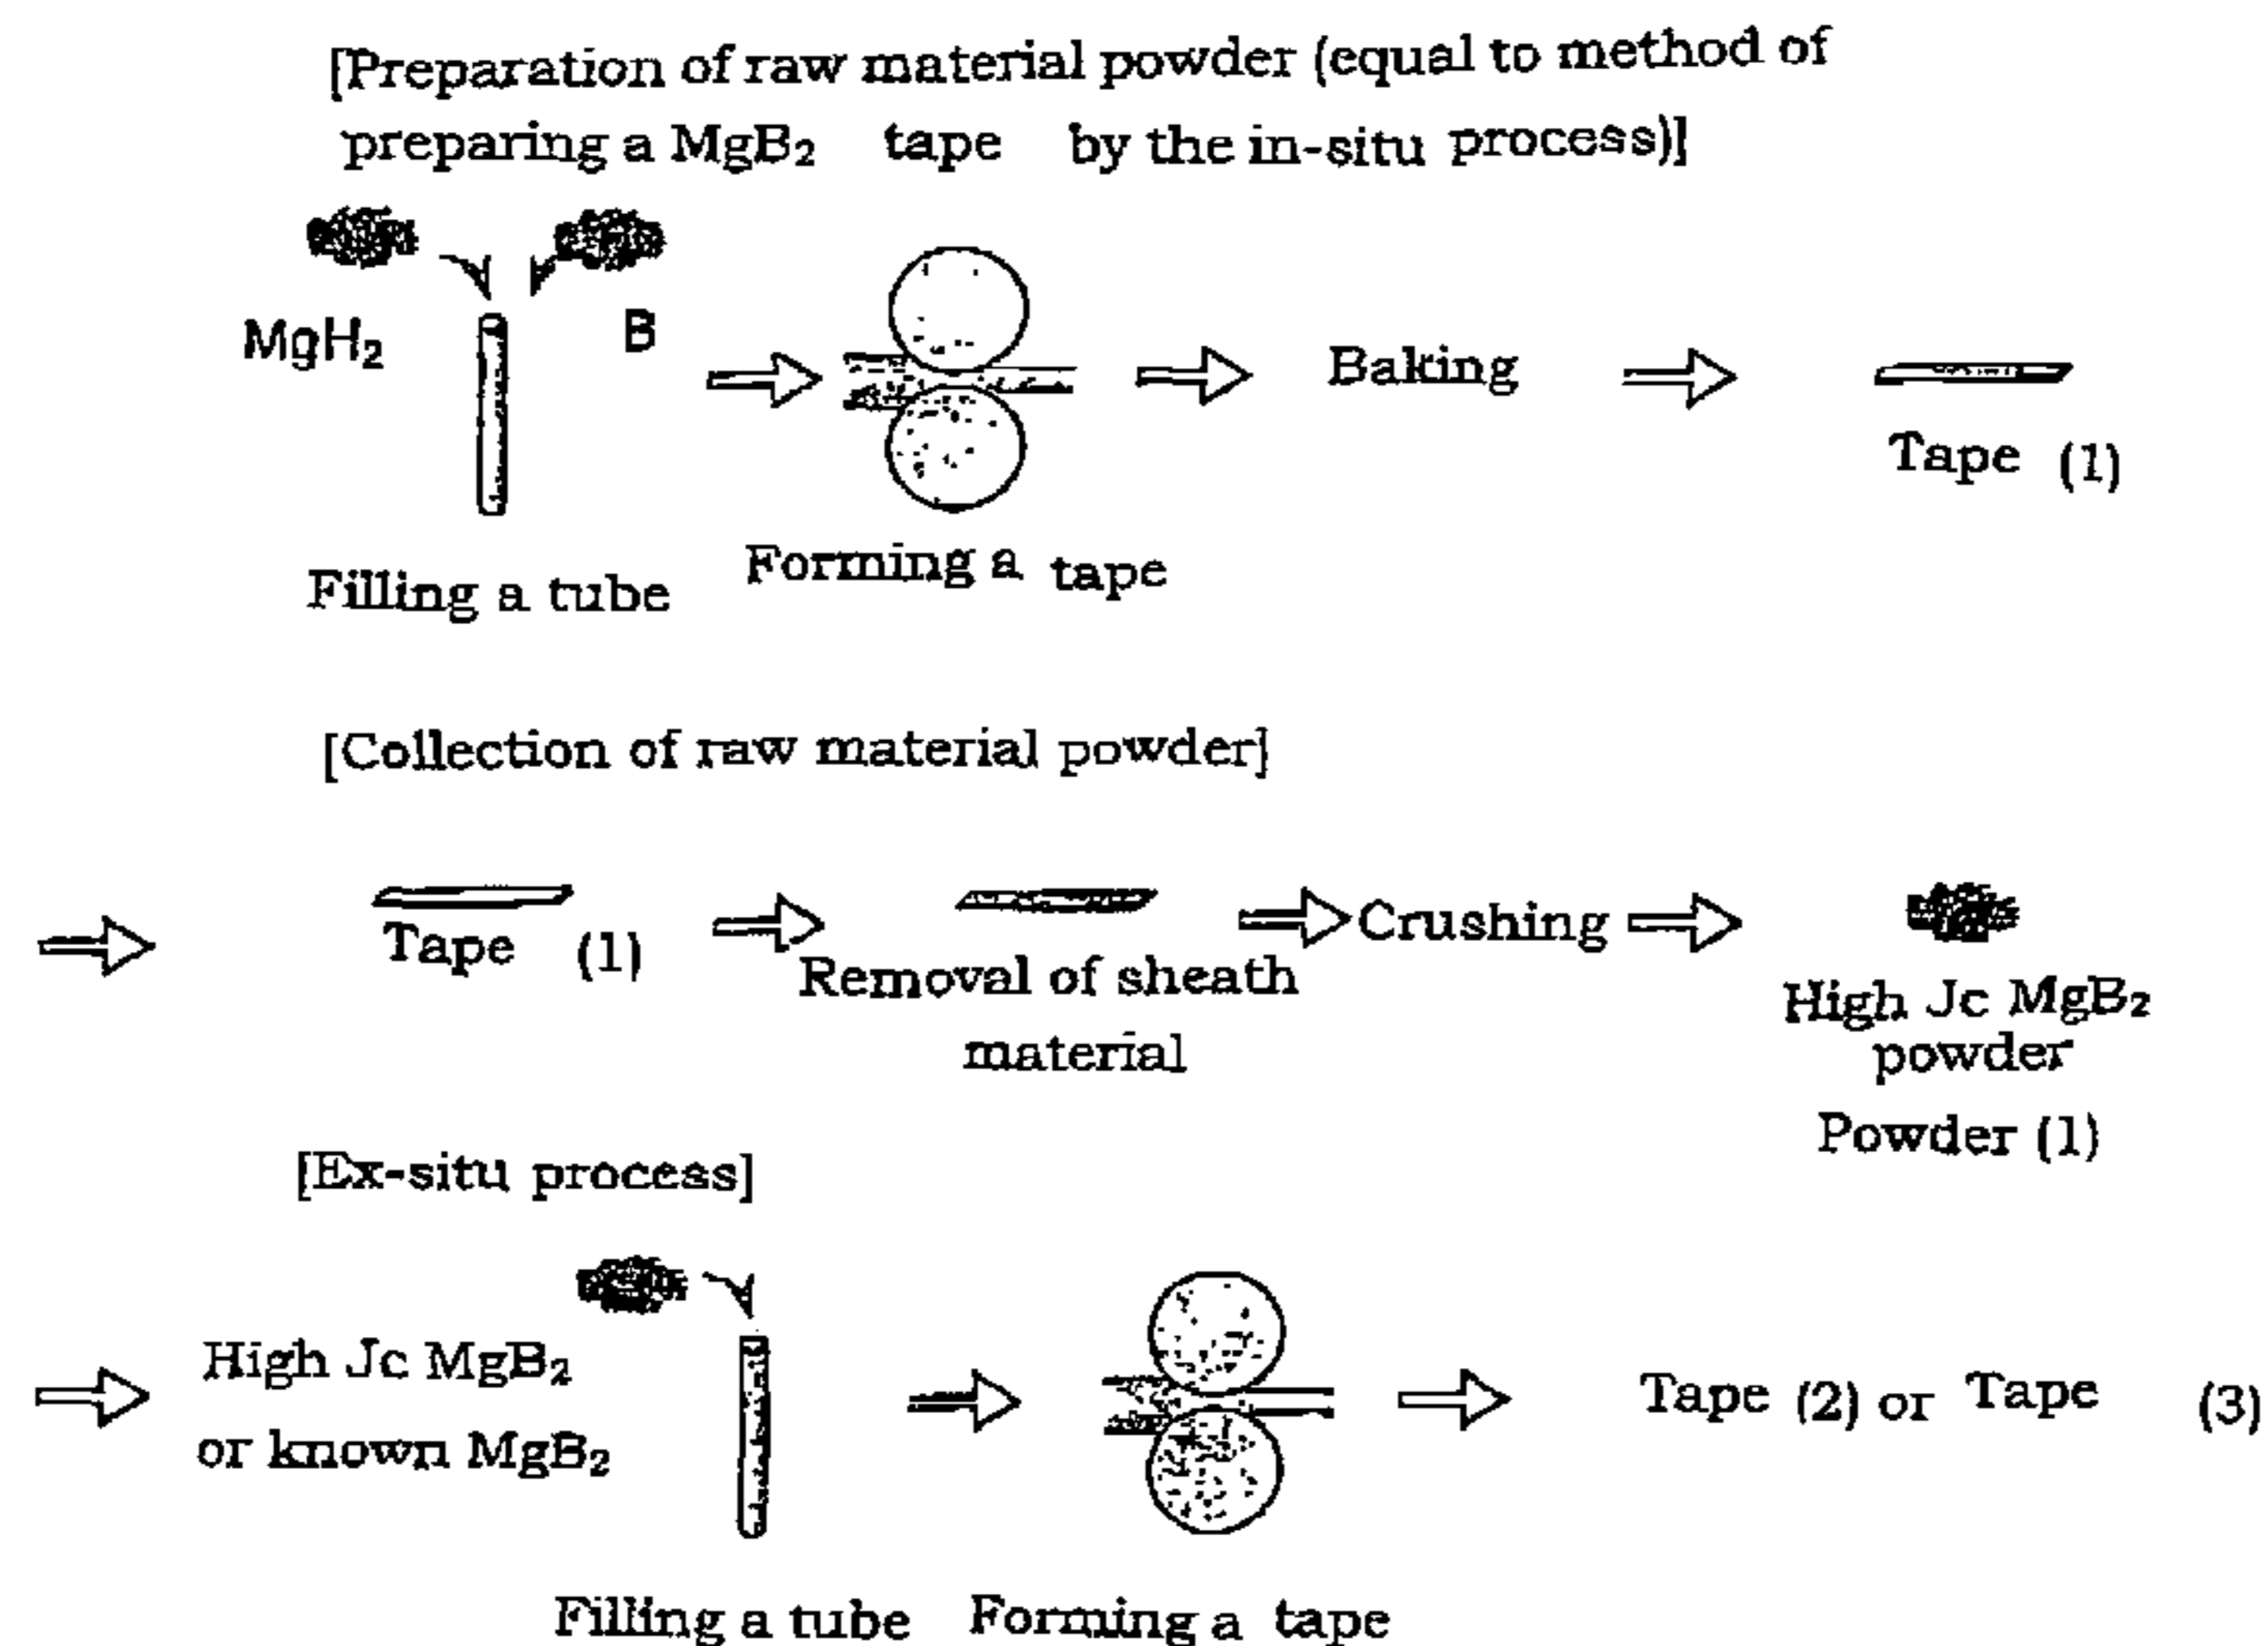 [Preparation of raw material powder (equal to method of
preparing a MgB₂ tape by the in-situ process)]
MgH₂
B
Baking
Tape (1)
Filling a tube
Forming a tape
[Collection of raw material powder]
Tape (1)
Removal of sheath
material
Crushing
High Jc MgB₂
powder
Powder (1)
[Ex-situ process]
High Jc MgB₂
or known MgB₂
Tape (2) or Tape (3)
Filling a tube
Forming a tape